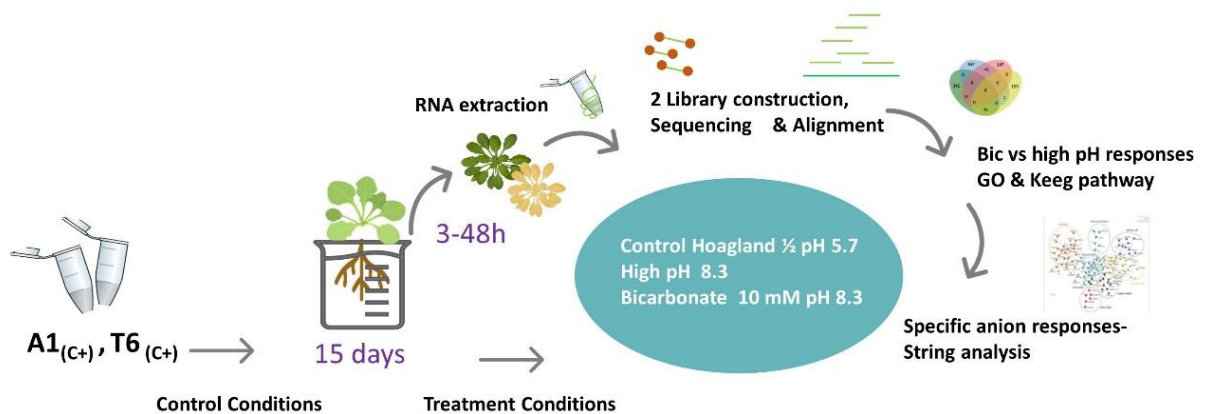 A1(C+), T6 (C+)
Control Conditions
15 days
Treatment Conditions
3-48h
RNA extraction
2 Library construction,
Sequencing & Alignment
Control Hoagland ½ pH 5.7
High pH 8.3
Bicarbonate 10 mM pH 8.3
Bic vs high pH responses
GO & Keeg pathway
Specific anion responses-
String analysis